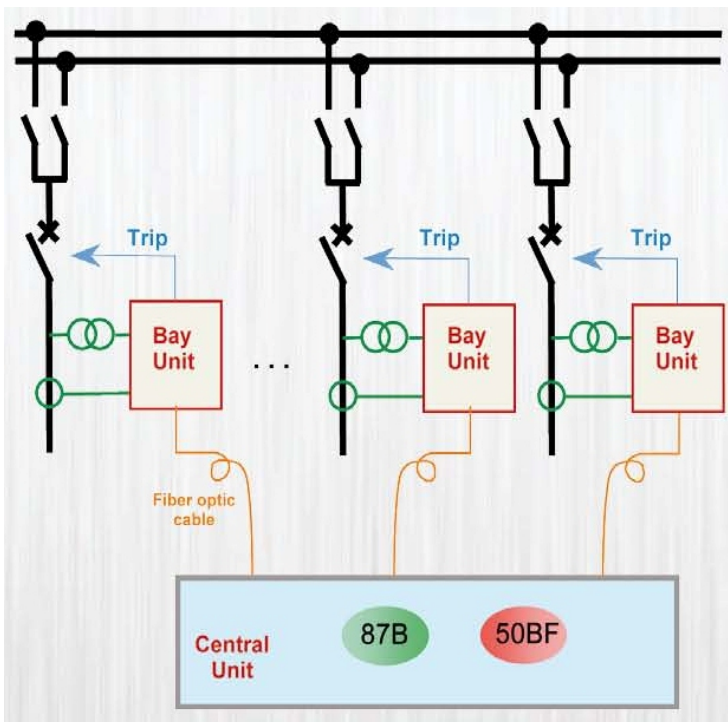 Trip
Trip
Trip
Bay
Unit
...
Bay
Unit
Bay
Unit
Fiber optic
cable
87B
50BF
Central
Unit